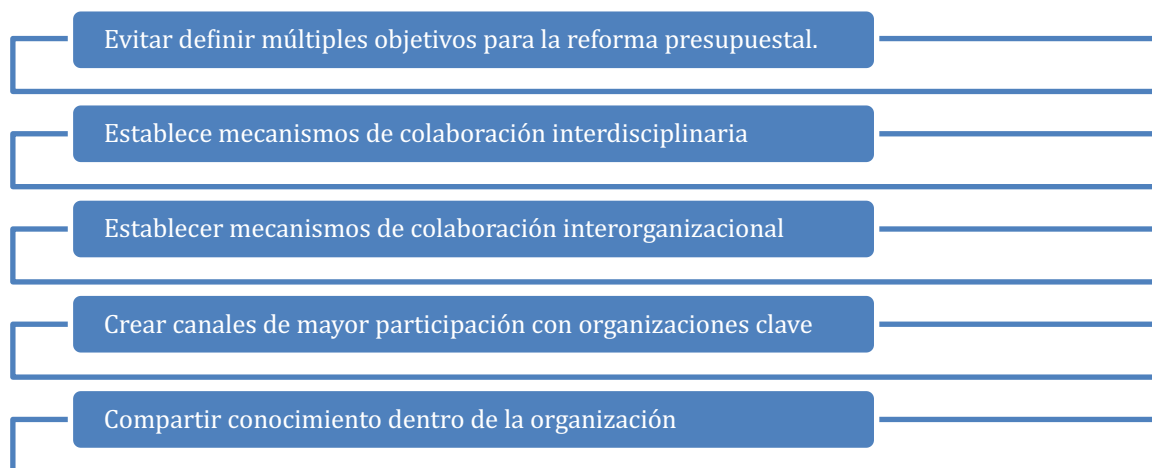 Evitar definir múltiples objetivos para la reforma presupuestal.
Establece mecanismos de colaboración interdisciplinaria
Establecer mecanismos de colaboración interorganizacional
Crear canales de mayor participación con organizaciones clave
Compartir conocimiento dentro de la organización